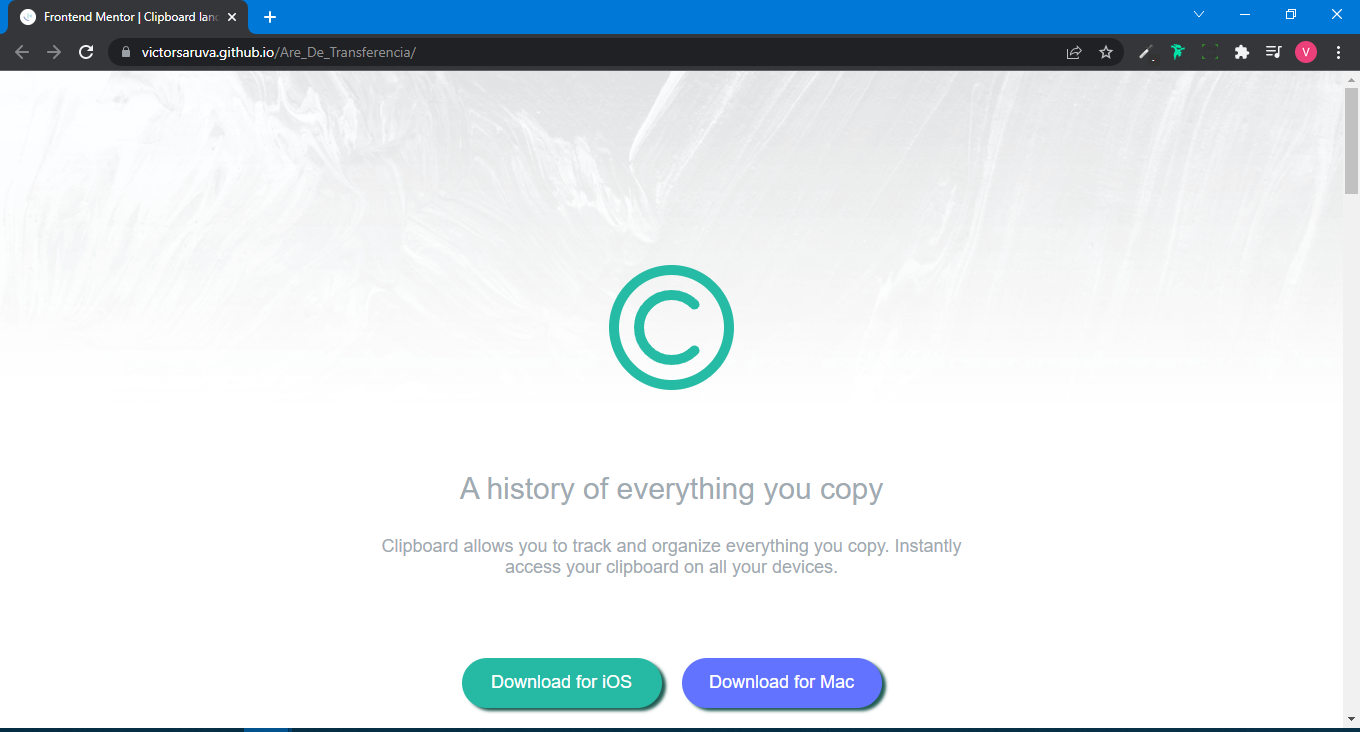 Frontend Mentor | Clipboard lan
victorsaruva.github.io/Are_De_Transferencia/
V
C
A history of everything you copy
Clipboard allows you to track and organize everything you copy. Instantly
access your clipboard on all your devices.
Download for iOS
Download for Mac